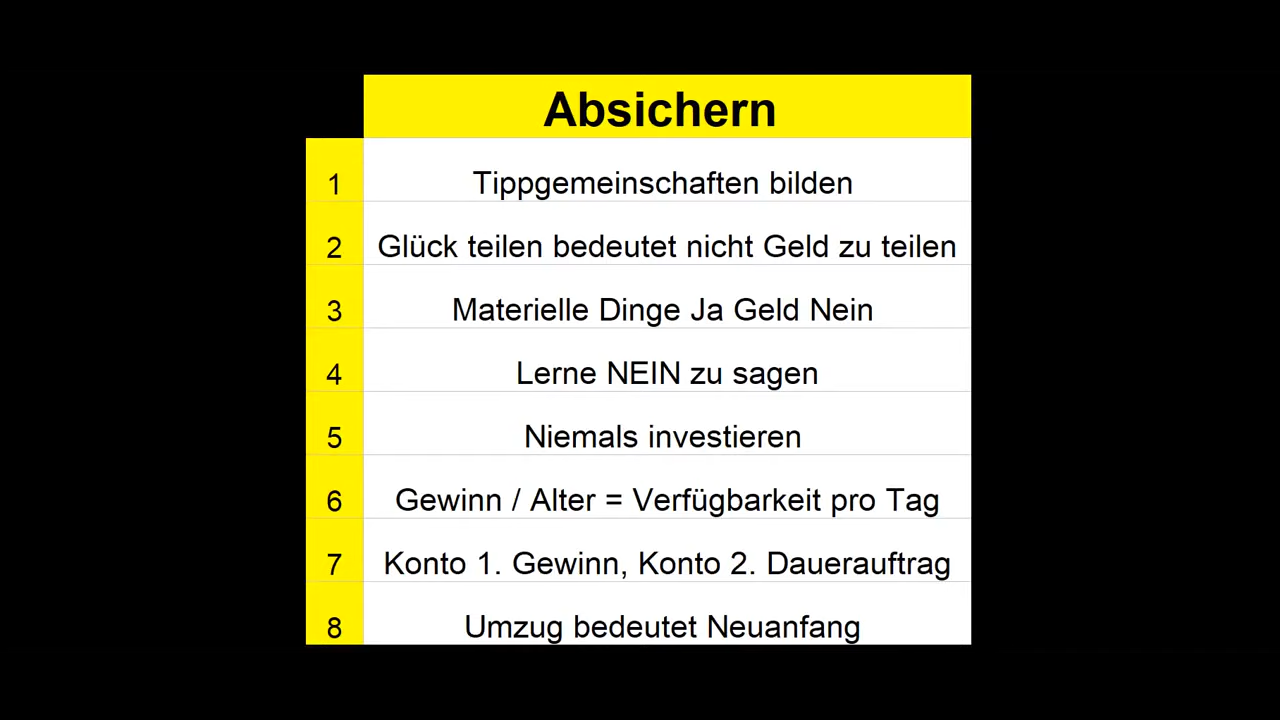 Absichern
1 Tippgemeinschaften bilden
2 Glück teilen bedeutet nicht Geld zu teilen
3 Materielle Dinge Ja Geld Nein
4 Lerne NEIN zu sagen
5 Niemals investieren
6 Gewinn / Alter = Verfügbarkeit pro Tag
7 Konto 1. Gewinn, Konto 2. Dauerauftrag
8 Umzug bedeutet Neuanfang